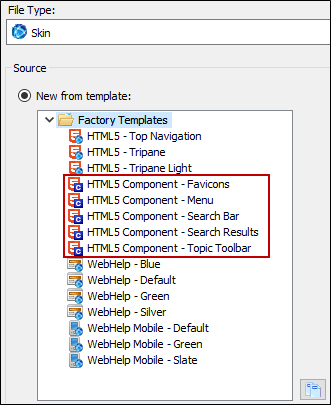 File Type:
Skin
Source
New from template:
Factory Templates
HTML5 - Top Navigation
HTML5 - Tripane
HTML5 - Tripane Light
HTML5 Component - Favicons
HTML5 Component - Menu
HTML5 Component - Search Bar
HTML5 Component - Search Results
HTML5 Component - Topic Toolbar
WebHelp - Blue
WebHelp - Default
WebHelp - Green
WebHelp - Silver
WebHelp Mobile - Default
WebHelp Mobile - Green
WebHelp Mobile - Slate